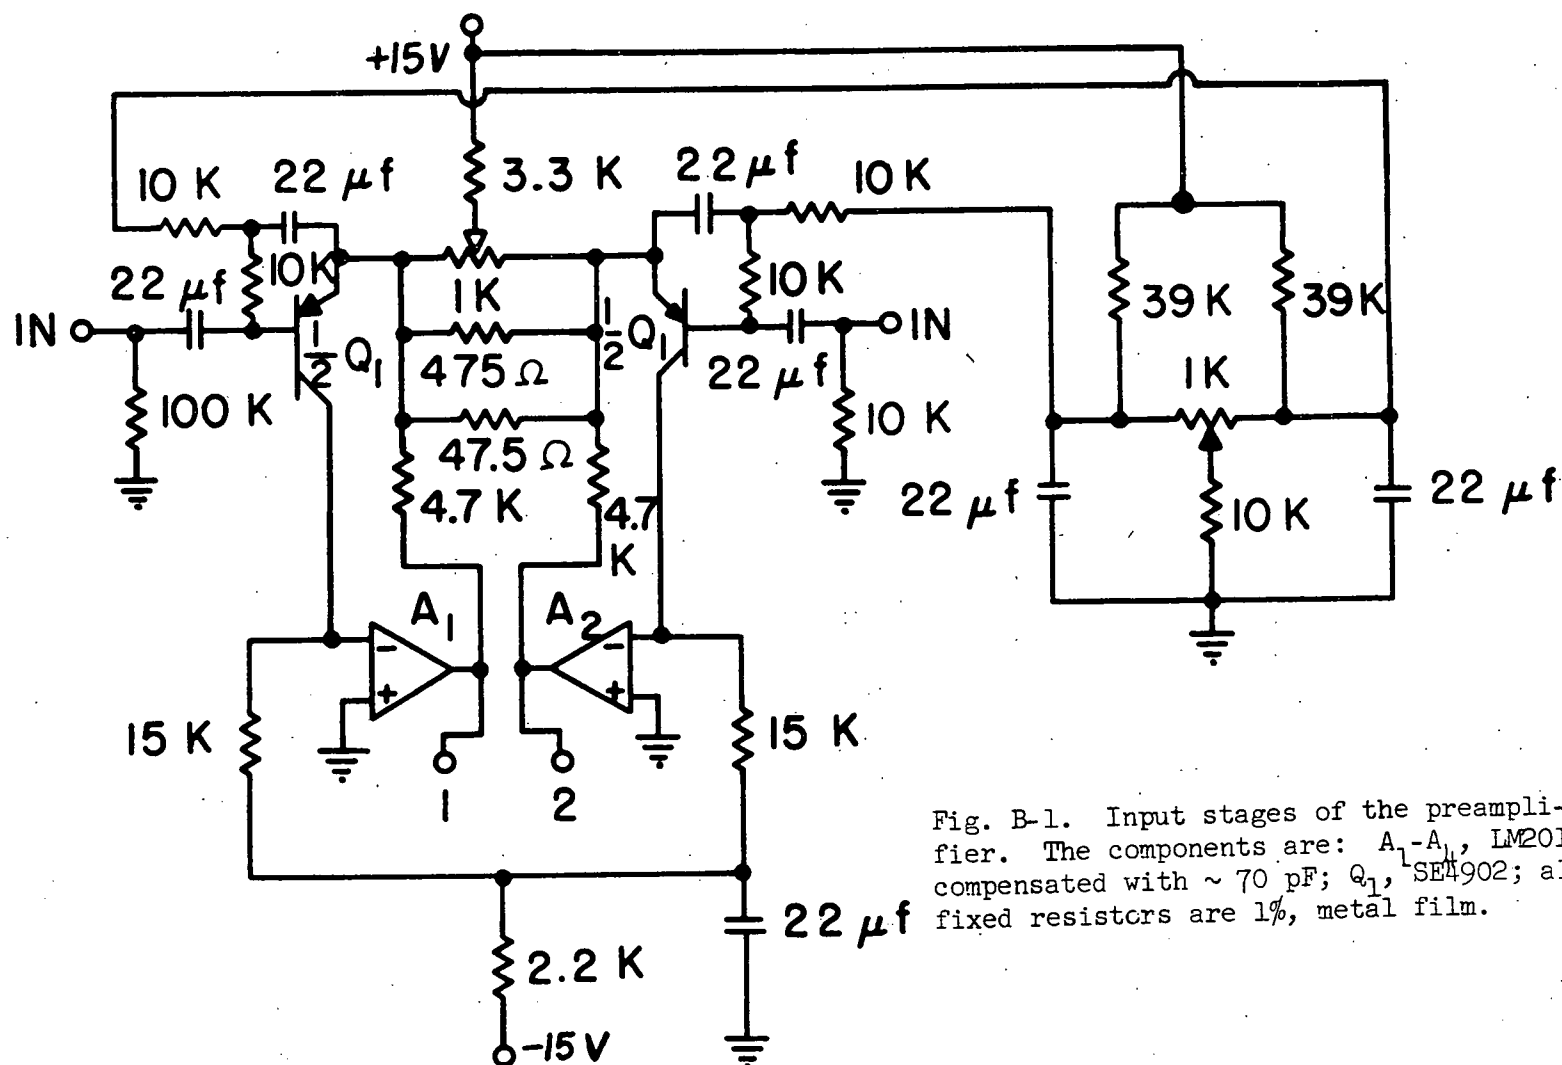 +15V
10 K
22 μf
3.3 K
22 μf
10 K
22 μf
10K
1K
10 K
39K
39K
IN
1/2 Q1
475 Ω
1/2 Q1
22 μf
IN
1K
100 K
47.5 Ω
10 K
4.7 K
4.7
K
22 μf
10 K
22 μf
A1
A2
-
+
-
+
15 K
15 K
1
2
Fig. B-1. Input stages of the preampli-
fier. The components are: A1-A4, LM201
compensated with ~ 70 pF; Q1, SE4902; al
fixed resistors are 1%, metal film.
22 μf
2.2 K
-15V